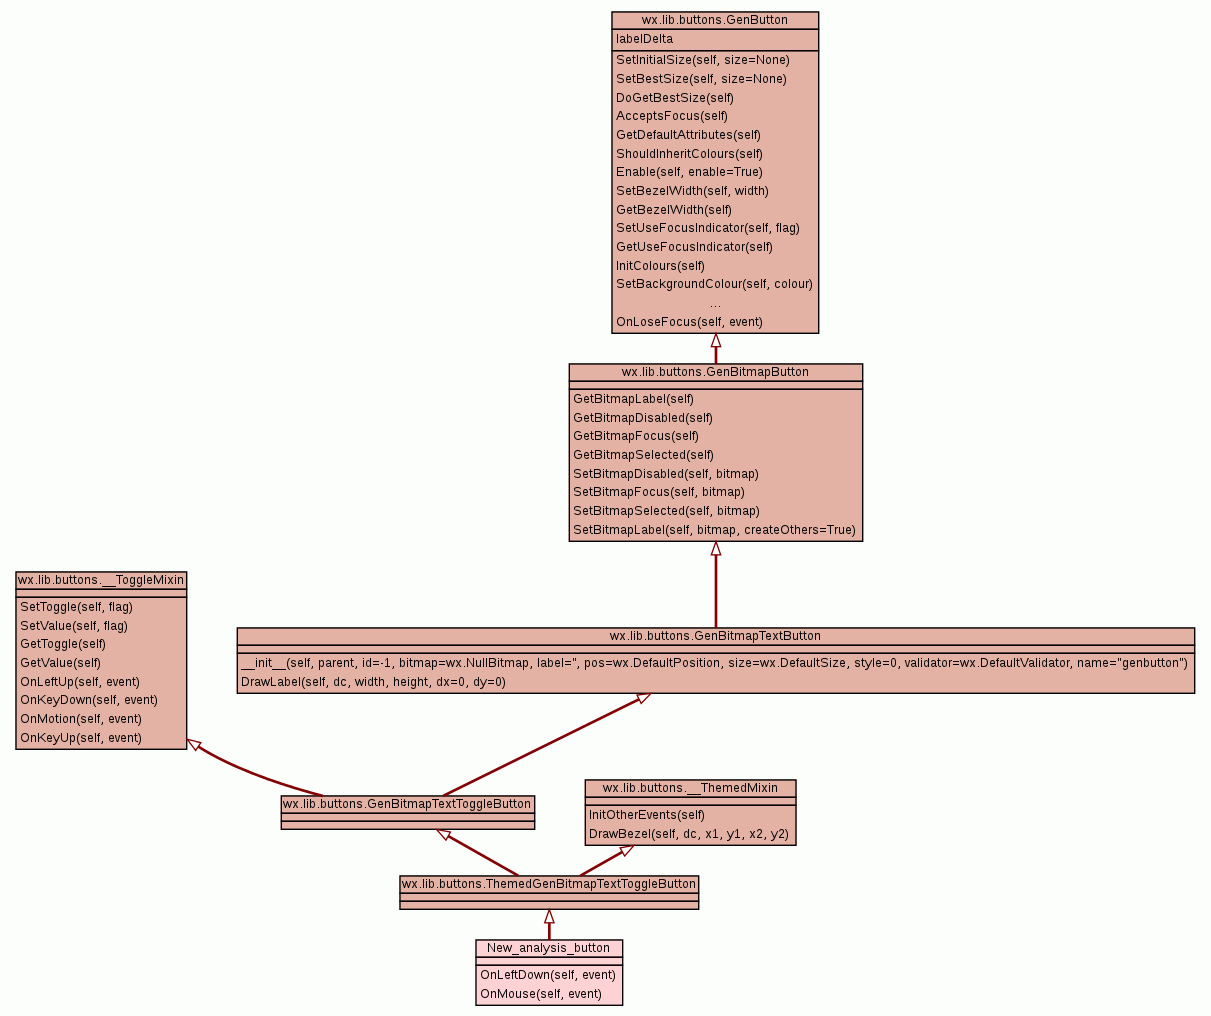 wx.lib.buttons.GenButton
labelDelta
SetInitialSize(self, size=None)
SetBestSize(self, size=None)
DoGetBestSize(self)
AcceptsFocus(self)
GetDefaultAttributes(self)
ShouldInheritColours(self)
Enable(self, enable=True)
SetBezelWidth(self, width)
GetBezelWidth(self)
SetUseFocusIndicator(self, flag)
GetUseFocusIndicator(self)
InitColours(self)
SetBackgroundColour(self, colour)
...
OnLoseFocus(self, event)
wx.lib.buttons.GenBitmapButton
GetBitmapLabel(self)
GetBitmapDisabled(self)
GetBitmapFocus(self)
GetBitmapSelected(self)
SetBitmapDisabled(self, bitmap)
SetBitmapFocus(self, bitmap)
SetBitmapSelected(self, bitmap)
SetBitmapLabel(self, bitmap, createOthers=True)
wx.lib.buttons.__ToggleMixin
SetToggle(self, flag)
SetValue(self, flag)
GetToggle(self)
GetValue(self)
OnLeftUp(self, event)
OnKeyDown(self, event)
OnMotion(self, event)
OnKeyUp(self, event)
wx.lib.buttons.GenBitmapTextButton
__init__(self, parent, id=-1, bitmap=wx.NullBitmap, label='', pos=wx.DefaultPosition, size=wx.DefaultSize, style=0, validator=wx.DefaultValidator, name="genbutton")
DrawLabel(self, dc, width, height, dx=0, dy=0)
wx.lib.buttons.GenBitmapTextToggleButton
wx.lib.buttons.__ThemedMixin
InitOtherEvents(self)
DrawBezel(self, dc, x1, y1, x2, y2)
wx.lib.buttons.ThemedGenBitmapTextToggleButton
New_analysis_button
OnLeftDown(self, event)
OnMouse(self, event)